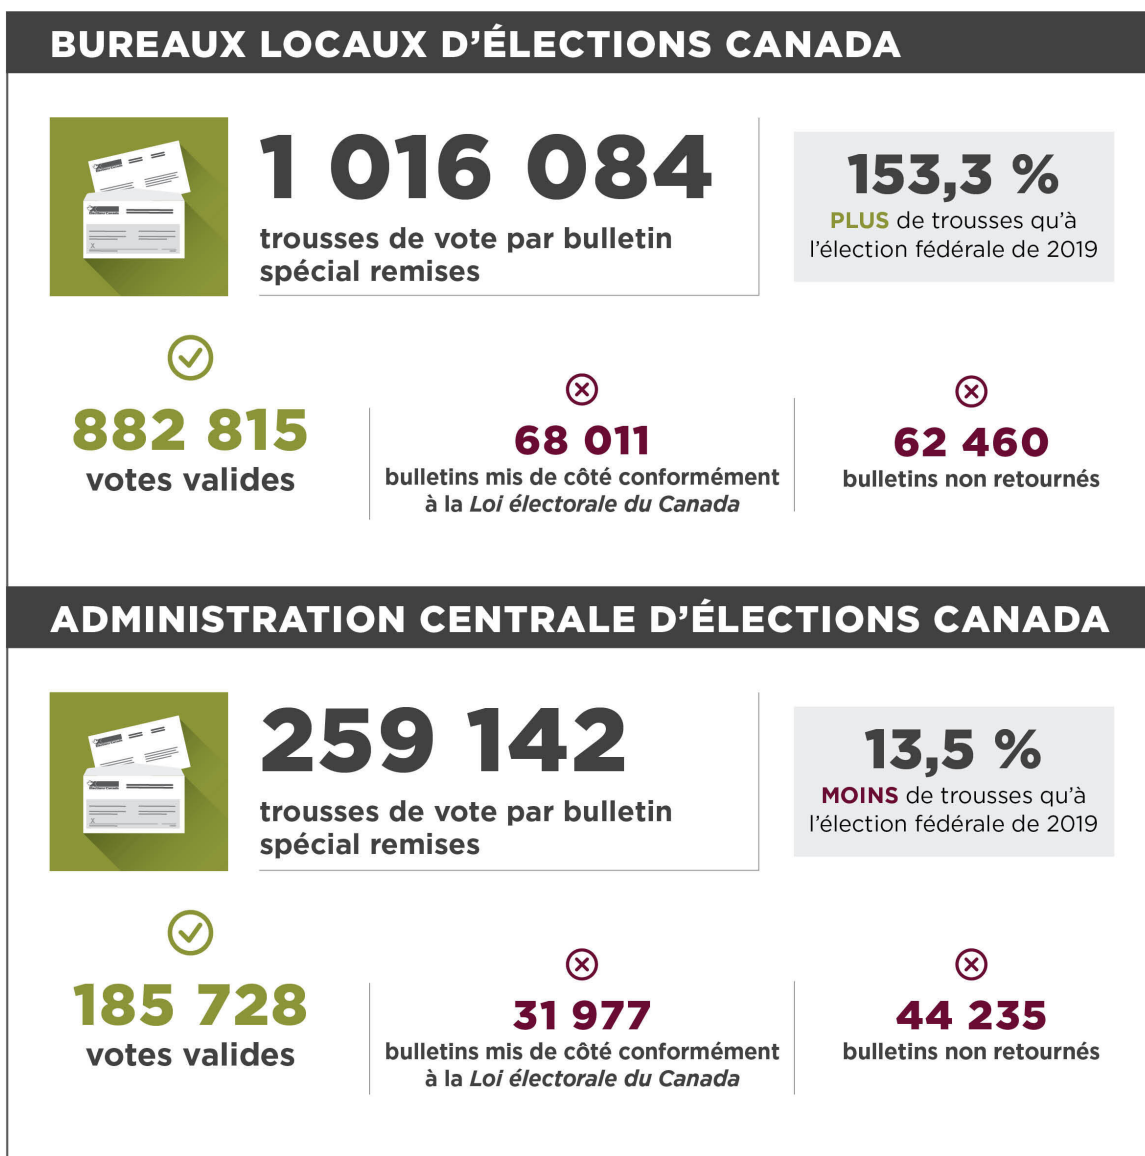 BUREAUX LOCAUX D'ÉLECTIONS CANADA
1 016 084
trousses de vote par bulletin
spécial remises
153,3 %
PLUS de trousses qu'à
l'élection fédérale de 2019
882 815
votes valides
68 011
bulletins mis de côté conformément
à la Loi électorale du Canada
62 460
bulletins non retournés
ADMINISTRATION CENTRALE D'ÉLECTIONS CANADA
259 142
trousses de vote par bulletin
spécial remises
13,5 %
MOINS de trousses qu'à
l'élection fédérale de 2019
185 728
votes valides
31 977
bulletins mis de côté conformément
à la Loi électorale du Canada
44 235
bulletins non retournés